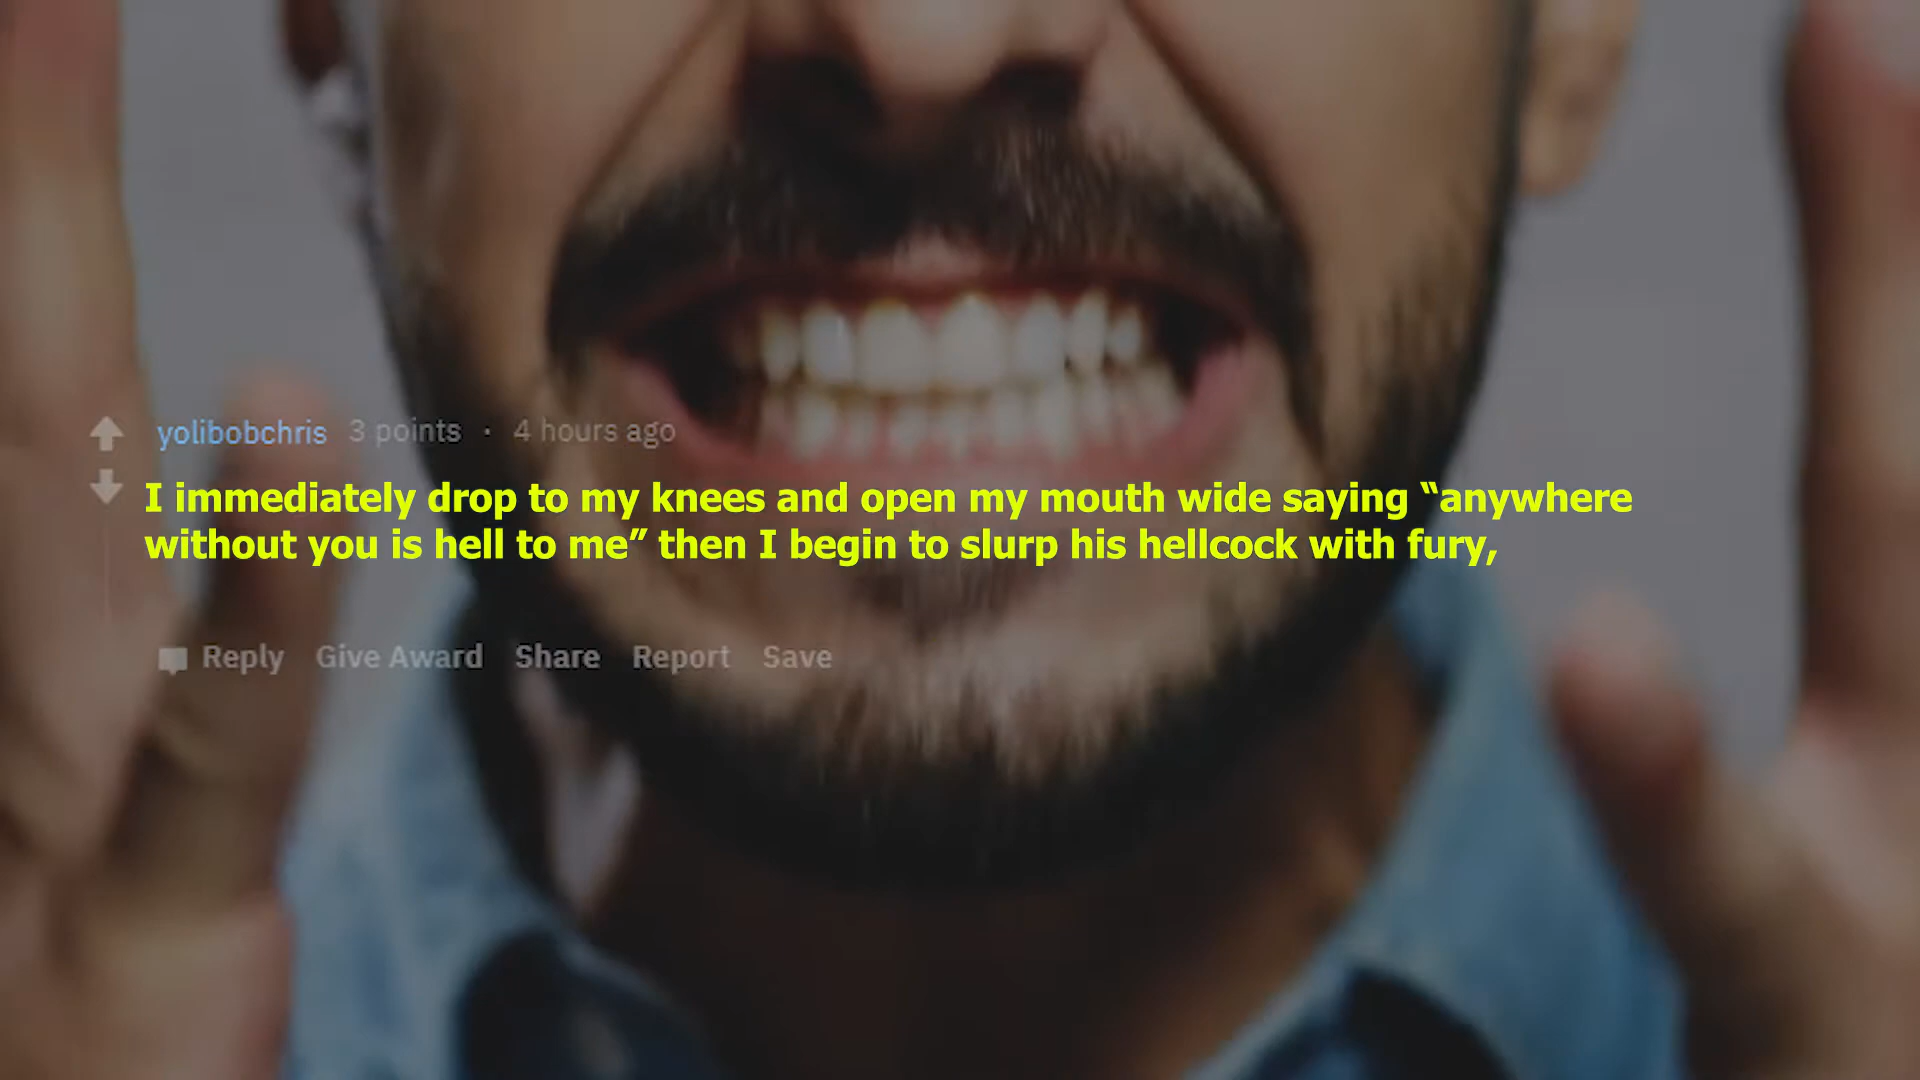 yolibobchris 3 points · 4 hours ago
I immediately drop to my knees and open my mouth wide saying “anywhere
without you is hell to me” then I begin to slurp his hellcock with fury,
Reply Give Award Share Report Save